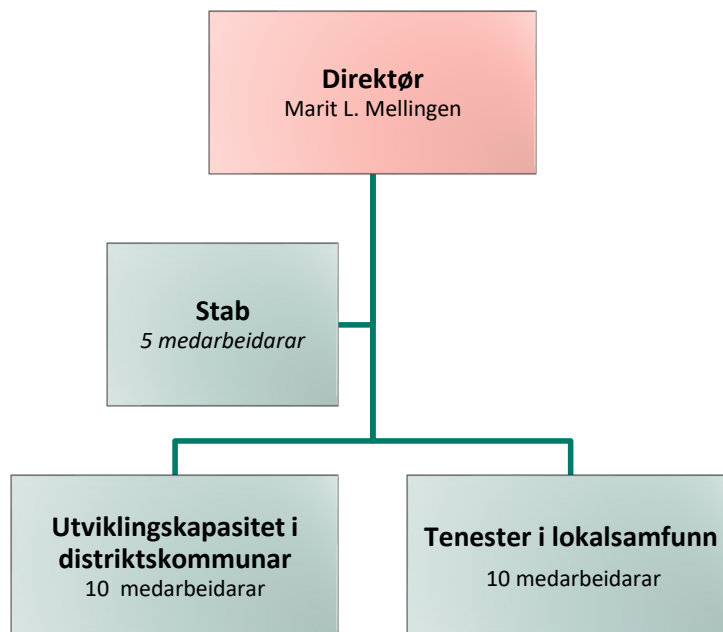 Direktør
Marit L. Mellingen
Stab
5 medarbeidarar
Utviklingskapasitet i
distriktskommunar
10 medarbeidarar
Tenester i lokalsamfunn
10 medarbeidarar